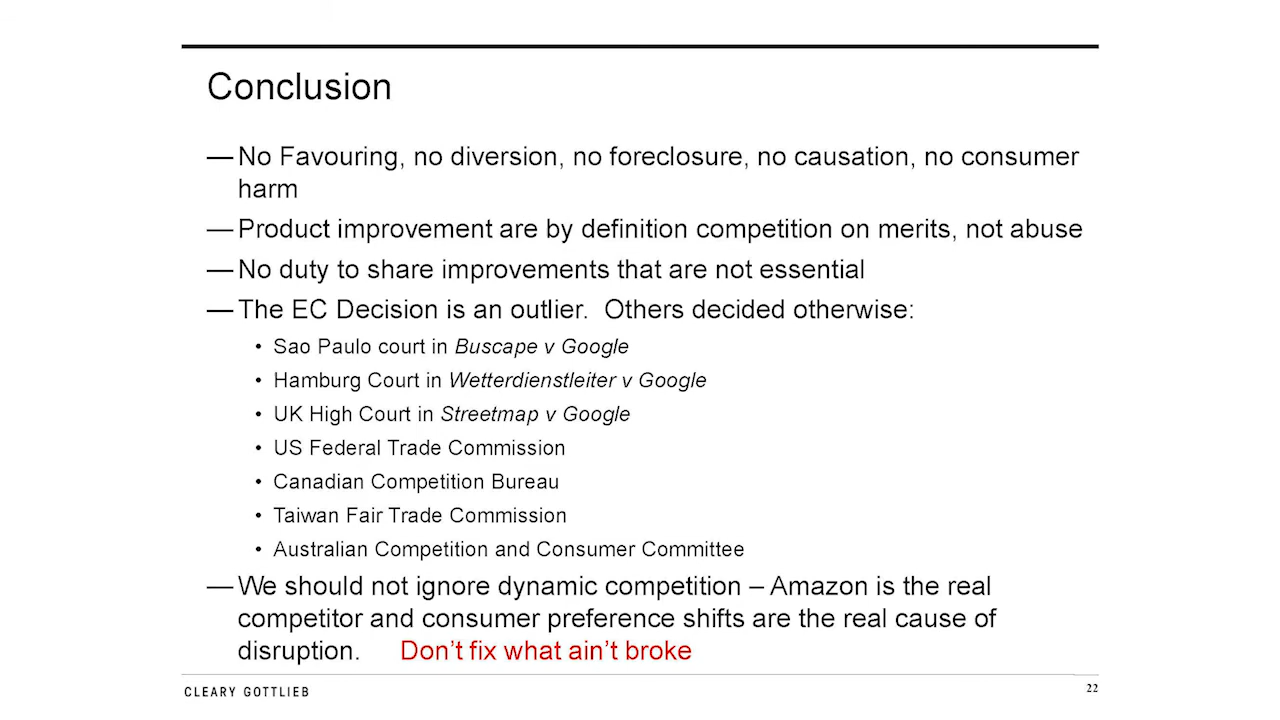 Conclusion
— No Favouring, no diversion, no foreclosure, no causation, no consumer
harm
— Product improvement are by definition competition on merits, not abuse
— No duty to share improvements that are not essential
— The EC Decision is an outlier. Others decided otherwise:
• Sao Paulo court in Buscape v Google
• Hamburg Court in Wetterdienstleiter v Google
• UK High Court in Streetmap v Google
• US Federal Trade Commission
• Canadian Competition Bureau
• Taiwan Fair Trade Commission
• Australian Competition and Consumer Committee
— We should not ignore dynamic competition – Amazon is the real
competitor and consumer preference shifts are the real cause of
disruption. Don't fix what ain't broke
CLEARY GOTTLIEB
22